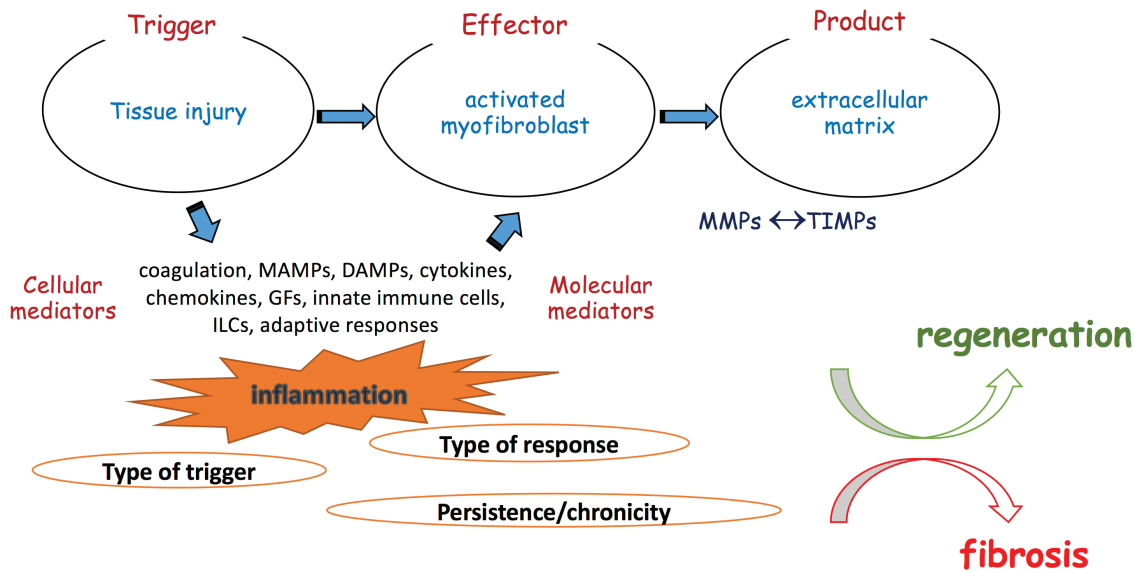 Trigger
Effector
Product
Tissue injury
activated
myofibroblast
extracellular
matrix
MMPs ↔TIMPs
Cellular
mediators
coagulation, MAMPs, DAMPs, cytokines,
chemokines, GFs, innate immune cells,
ILCs, adaptive responses
Molecular
mediators
inflammation
Type of response
Type of trigger
Persistence/chronicity
regeneration
fibrosis